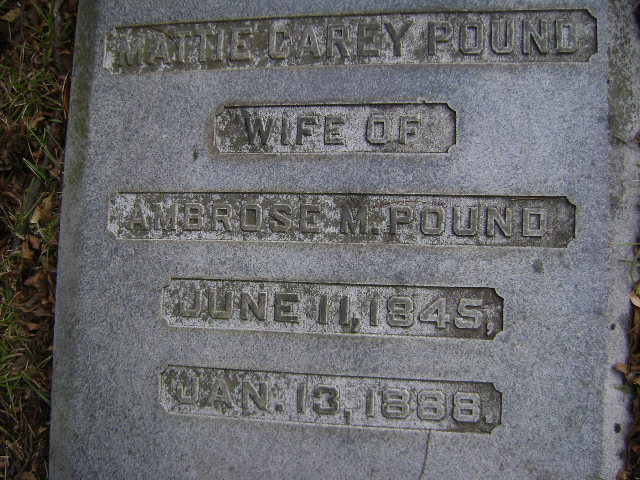 MATTIE CAREY POUND
WIFE OF
AMBROSE M. POUND
JUNE 11, 1845,
JAN. 13, 1888.